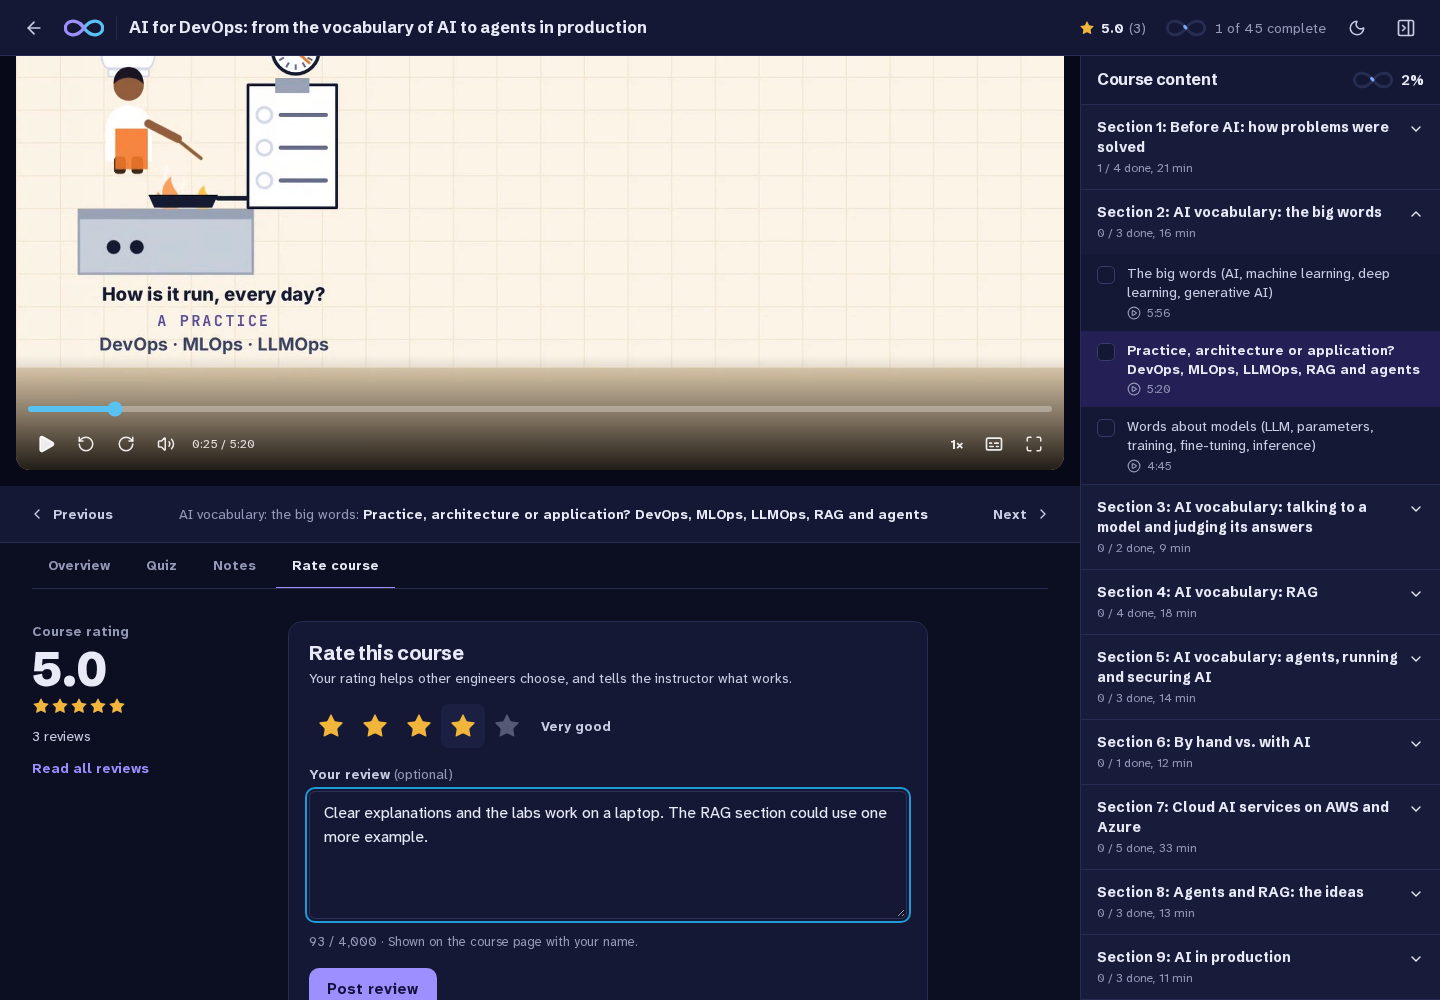 AI for DevOps: from the vocabulary of AI to agents in production
5.0 (3)
1 of 45 complete
How is it run, every day?
A PRACTICE
DevOps · MLOps · LLMOps
0:25 / 5:20
1×
Previous
AI vocabulary: the big words: Practice, architecture or application? DevOps, MLOps, LLMOps, RAG and agents
Next
Overview
Quiz
Notes
Rate course
Course rating
5.0
3 reviews
Read all reviews
Rate this course
Your rating helps other engineers choose, and tells the instructor what works.
Very good
Your review (optional)
Clear explanations and the labs work on a laptop. The RAG section could use one
more example.
93 / 4,000 · Shown on the course page with your name.
Post review
Course content
2%
Section 1: Before AI: how problems were
solved
1 / 4 done, 21 min
Section 2: AI vocabulary: the big words
0 / 3 done, 16 min
The big words (AI, machine learning, deep
learning, generative AI)
5:56
Practice, architecture or application?
DevOps, MLOps, LLMOps, RAG and agents
5:20
Words about models (LLM, parameters,
training, fine-tuning, inference)
4:45
Section 3: AI vocabulary: talking to a
model and judging its answers
0 / 2 done, 9 min
Section 4: AI vocabulary: RAG
0 / 4 done, 18 min
Section 5: AI vocabulary: agents, running
and securing AI
0 / 3 done, 14 min
Section 6: By hand vs. with AI
0 / 1 done, 12 min
Section 7: Cloud AI services on AWS and
Azure
0 / 5 done, 33 min
Section 8: Agents and RAG: the ideas
0 / 3 done, 13 min
Section 9: AI in production
0 / 3 done, 11 min